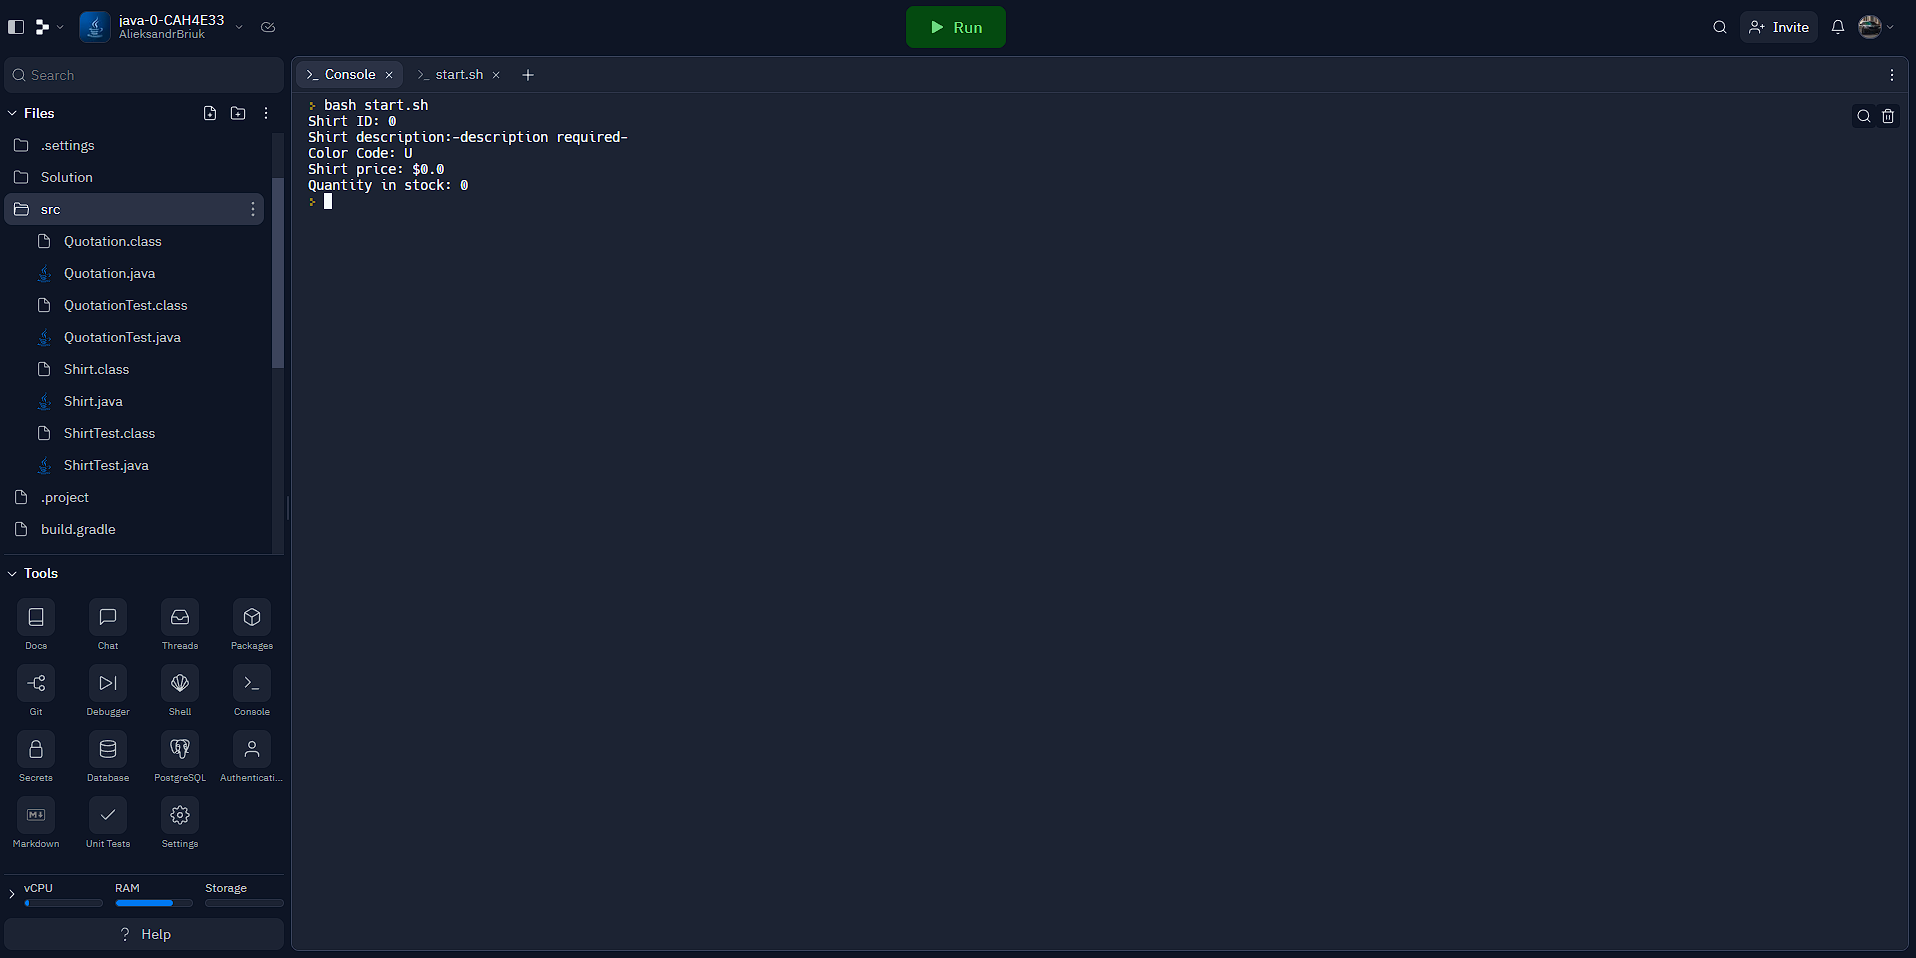 java-0-CAH4E33
AlieksandrBriuk
Run
Invite
Search
Files
.settings
Solution
src
Quotation.class
Quotation.java
QuotationTest.class
QuotationTest.java
Shirt.class
Shirt.java
ShirtTest.class
ShirtTest.java
.project
build.gradle
Tools
Docs
Chat
Threads
Packages
Git
Debugger
Shell
Console
Secrets
Database
PostgreSQL
Authenticati...
Markdown
Unit Tests
Settings
vCPU
RAM
Storage
? Help
Console
start.sh
bash start.sh
Shirt ID: 0
Shirt description:-description required-
Color Code: U
Shirt price: $0.0
Quantity in stock: 0